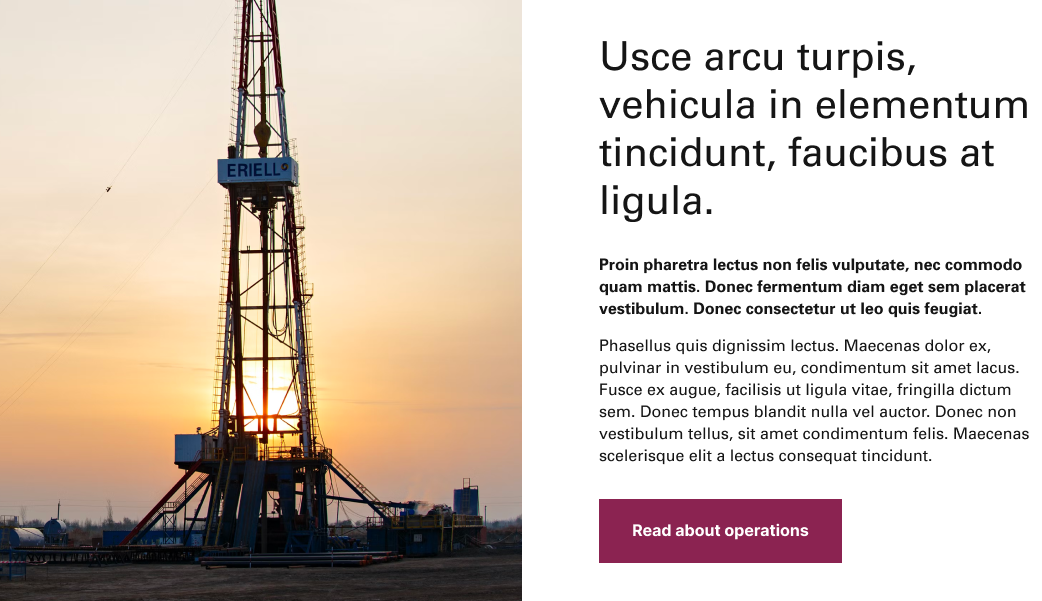 ERIELL
Usce arcu turpis,
vehicula in elementum
tincidunt, faucibus at
ligula.
Proin pharetra lectus non felis vulputate, nec commodo
quam mattis. Donec fermentum diam eget sem placerat
vestibulum. Donec consectetur ut leo quis feugiat.
Phasellus quis dignissim lectus. Maecenas dolor ex,
pulvinar in vestibulum eu, condimentum sit amet lacus.
Fusce ex augue, facilisis ut ligula vitae, fringilla dictum
sem. Donec tempus blandit nulla vel auctor. Donec non
vestibulum tellus, sit amet condimentum felis. Maecenas
scelerisque elit a lectus consequat tincidunt.
Read about operations